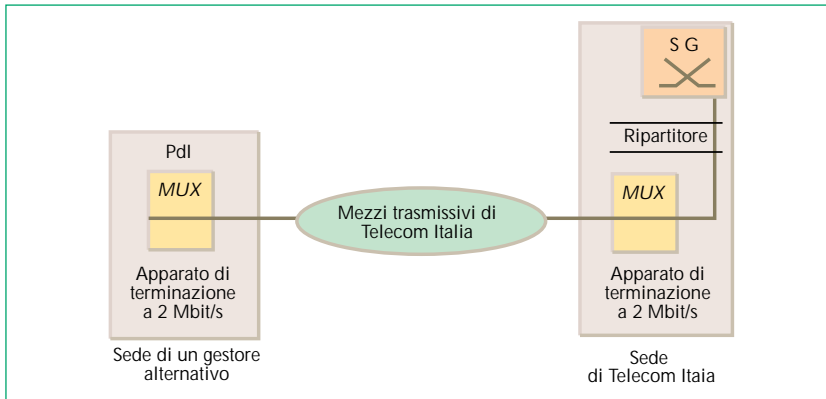 PdI
MUX
Apparato di
terminazione
a 2 Mbit/s
Sede di un gestore
alternativo
Mezzi trasmissivi di
Telecom Italia
S G
Ripartitore
MUX
Apparato di
terminazione
a 2 Mbit/s
Sede
di Telecom Itaia